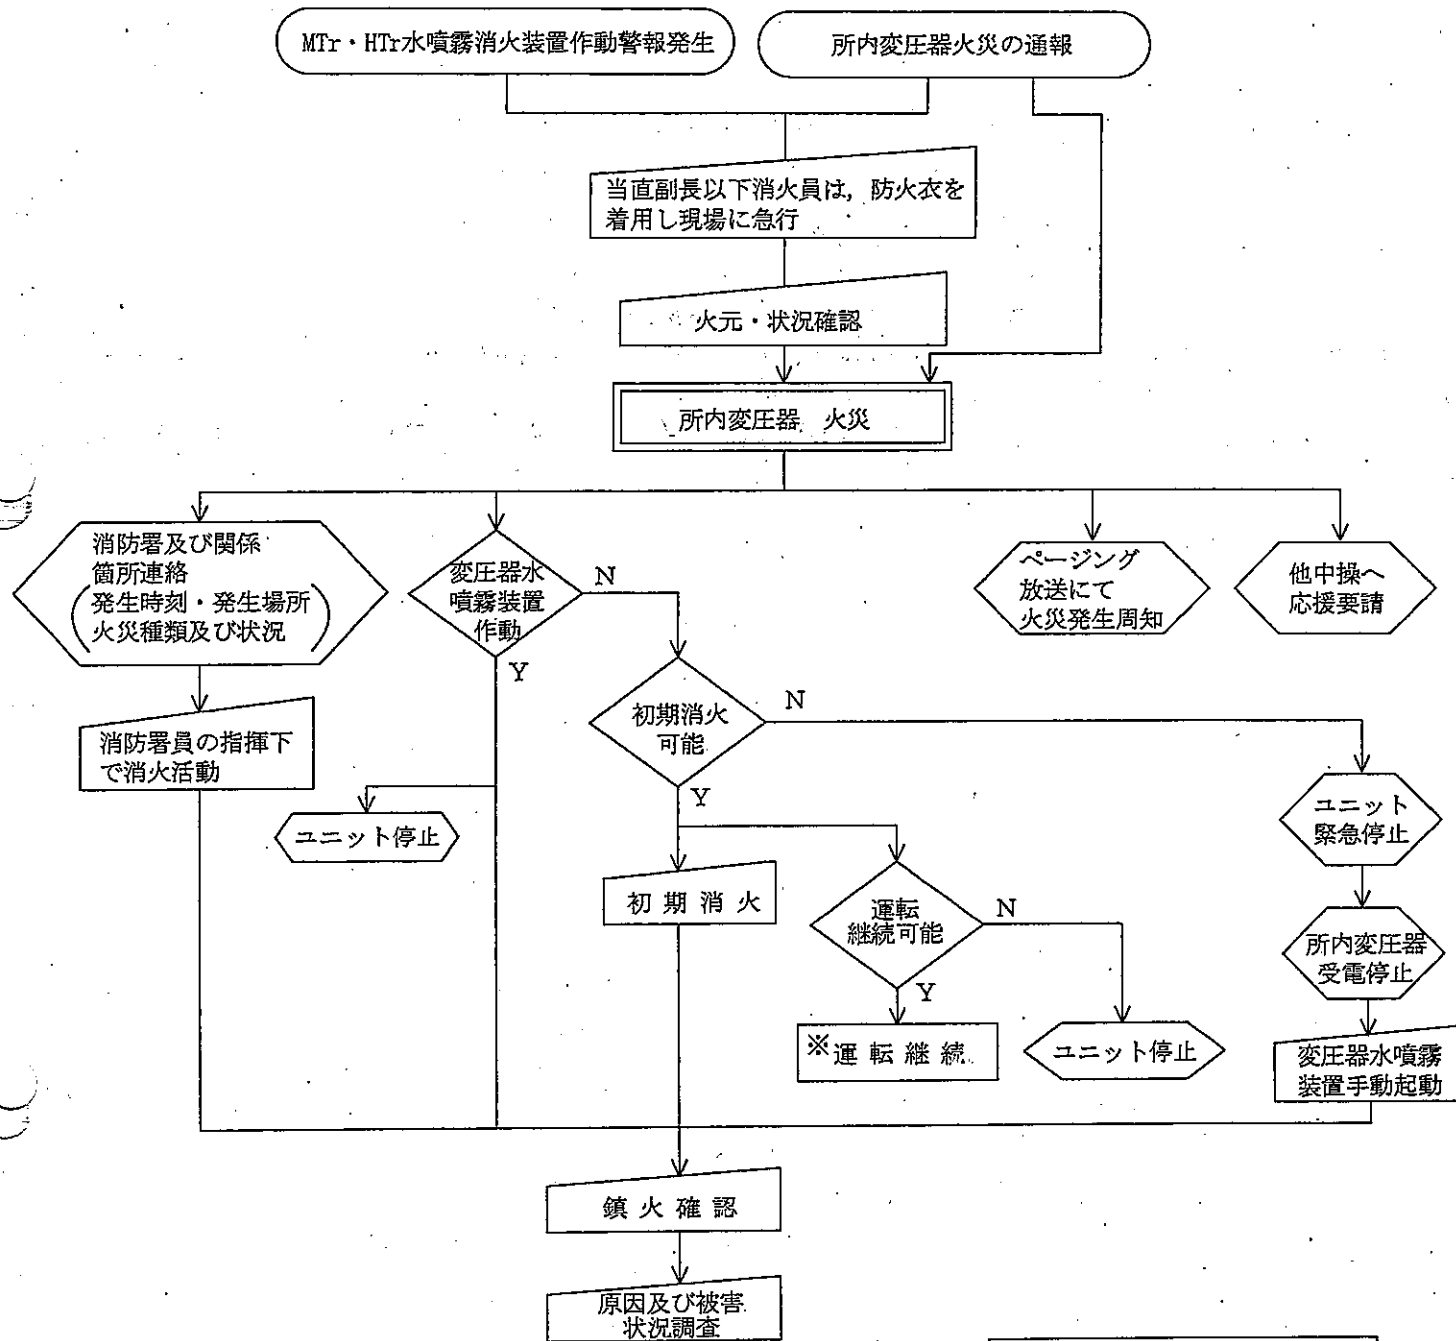 MTr・HTr水噴霧消火装置作動警報発生
所内変圧器火災の通報
当直副長以下消火員は，防火衣を
着用し現場に急行
火元・状況確認
所内変圧器　火災
消防署及び関係
箇所連絡
(発生時刻・発生場所
火災種類及び状況)
変圧器水
噴霧装置
作動
N
Y
ページング
放送にて
火災発生周知
他中操へ
応援要請
消防署員の指揮下
で消火活動
ユニット停止
初期消火
可能
N
Y
初 期 消 火
運転
継続可能
N
Y
※運 転 継 続
ユニット停止
ユニット
緊急停止
所内変圧器
受電停止
変圧器水噴霧
装置手動起動
鎮 火 確 認
原因及び被害
状況調査